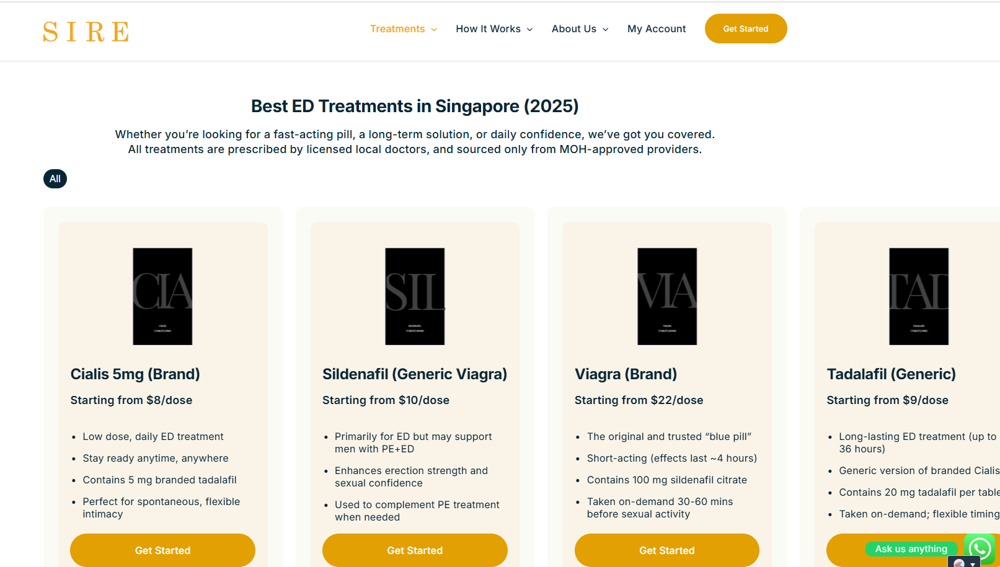 SIRE
Treatments
How It Works
About Us
My Account
Get Started
Best ED Treatments in Singapore (2025)
Whether you’re looking for a fast-acting pill, a long-term solution, or daily confidence, we’ve got you covered.
All treatments are prescribed by licensed local doctors, and sourced only from MOH-approved providers.
All
CIA
CIALIS
Cialis 5mg (Brand)
Starting from $8/dose
Low dose, daily ED treatment
Stay ready anytime, anywhere
Contains 5 mg branded tadalafil
Perfect for spontaneous, flexible
intimacy
Get Started
SIL
SILDENAFIL
Sildenafil (Generic Viagra)
Starting from $10/dose
Primarily for ED but may support
men with PE+ED
Enhances erection strength and
sexual confidence
Used to complement PE treatment
when needed
Get Started
VIA
VIAGRA
Viagra (Brand)
Starting from $22/dose
The original and trusted “blue pill”
Short-acting (effects last ~4 hours)
Contains 100 mg sildenafil citrate
Taken on-demand 30-60 mins
before sexual activity
Get Started
TAD
TADALAFIL
Tadalafil (Generic)
Starting from $9/dose
Long-lasting ED treatment (up to
36 hours)
Generic version of branded Cialis
Contains 20 mg tadalafil per table
Taken on-demand; flexible timing
Ask us anything